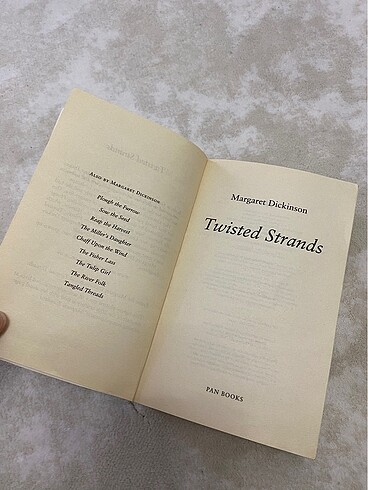 Also by Margaret Dickinson
Plough the Furrow
Sow the Seed
Reap the Harvest
The Miller's Daughter
Chaff Upon the Wind
The Fisher Lass
The Tulip Girl
The River Folk
Tangled Threads
Margaret Dickinson
Twisted Strands
PAN BOOKS